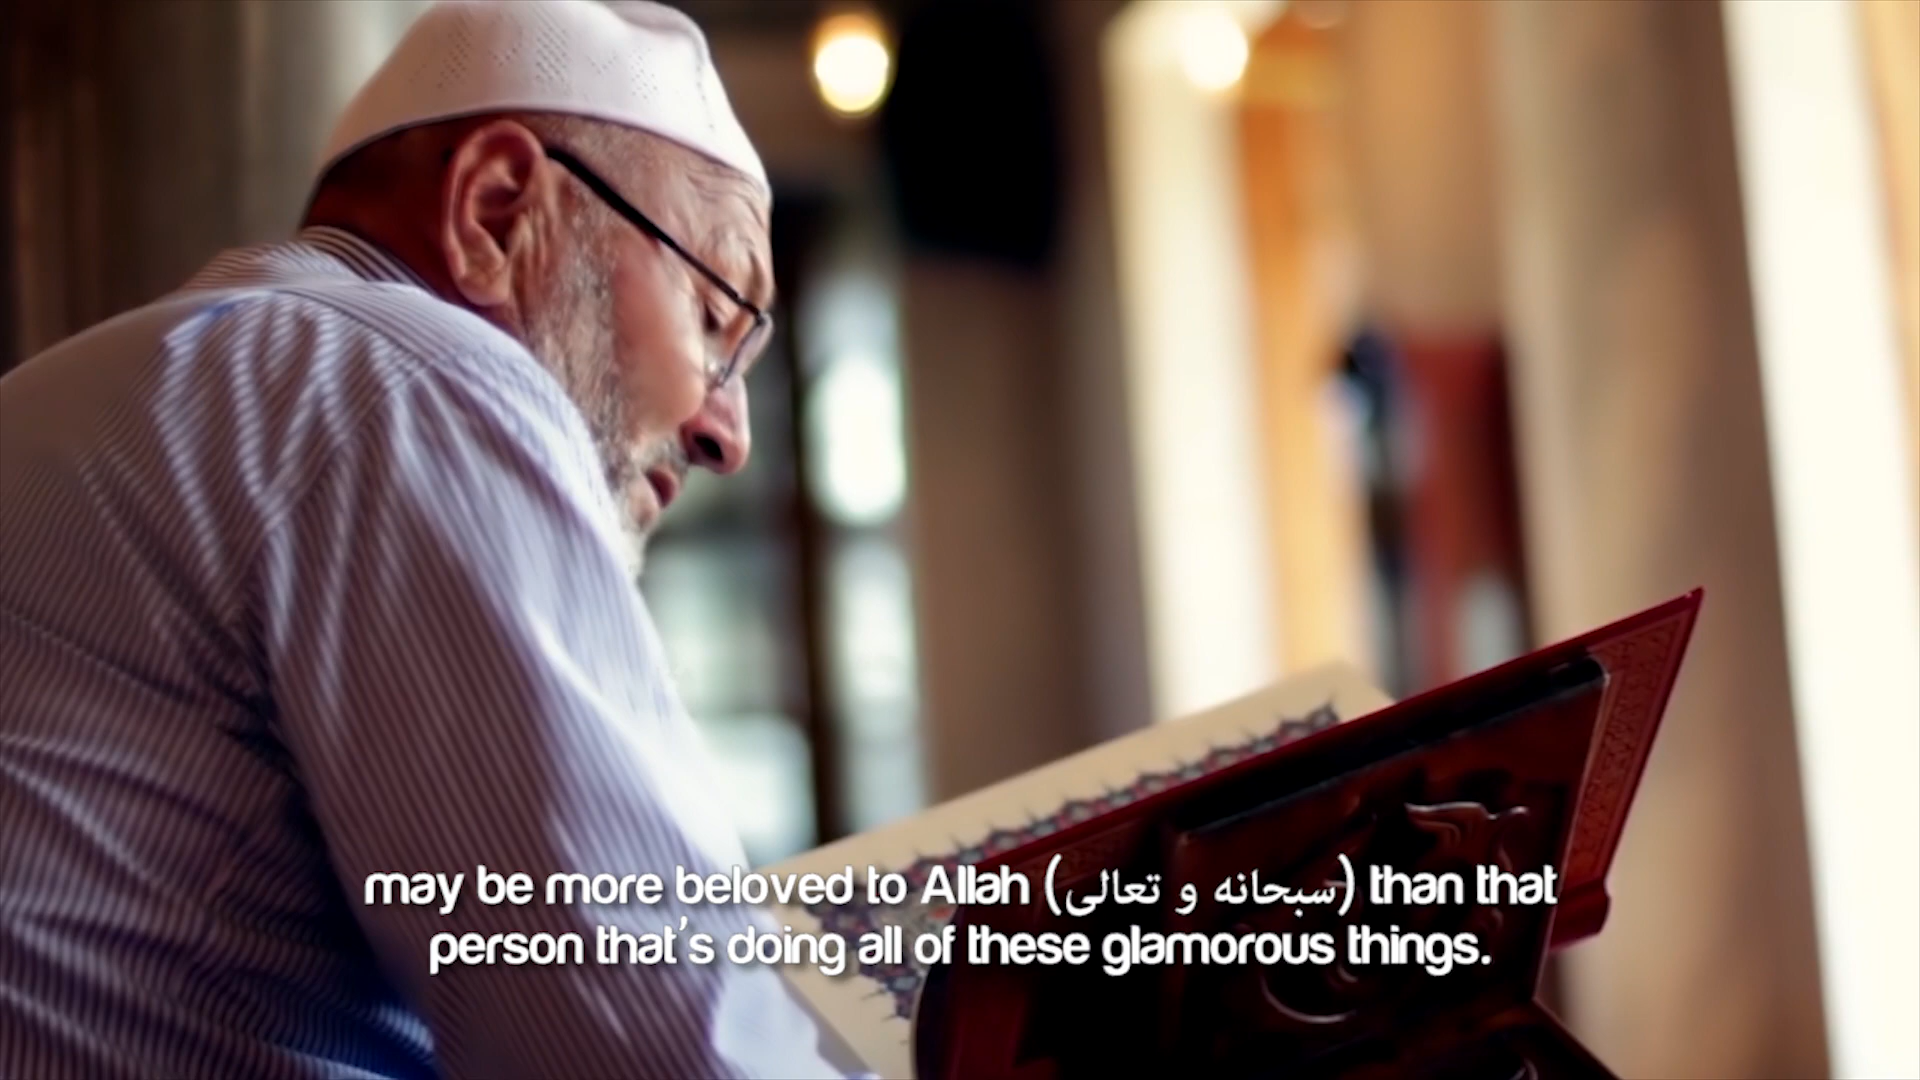 may be more beloved to Allah (سبحانه و تعالى) than that
person that's doing all of these glamorous things.